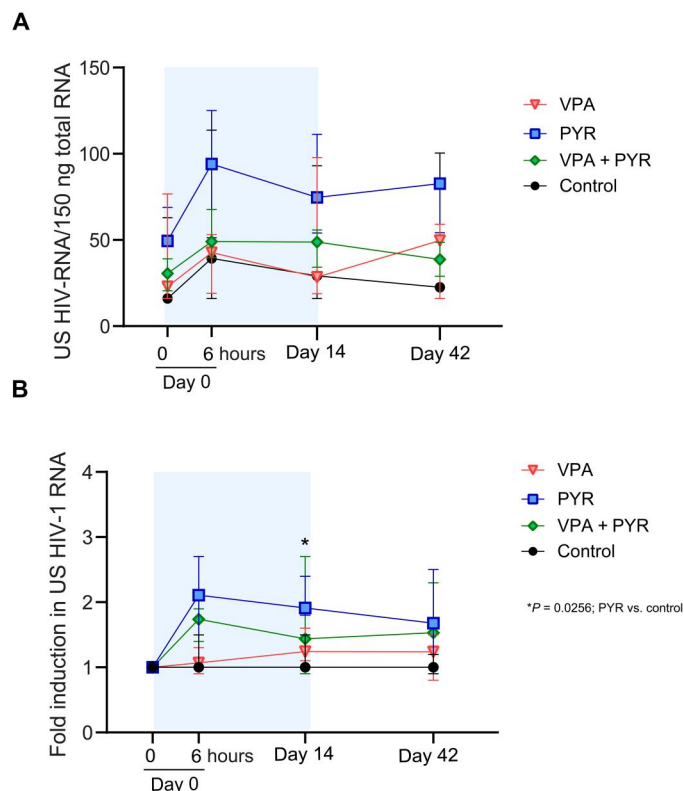 A
US HIV-RNA/150 ng total RNA
150
100
50
0
0 6 hours Day 14 Day 42
Day 0
VPA
PYR
VPA + PYR
Control
B
Fold induction in US HIV-1 RNA
4
3
2
1
0
*
0 6 hours Day 14 Day 42
Day 0
VPA
PYR
VPA + PYR
Control
*P = 0.0256; PYR vs. control